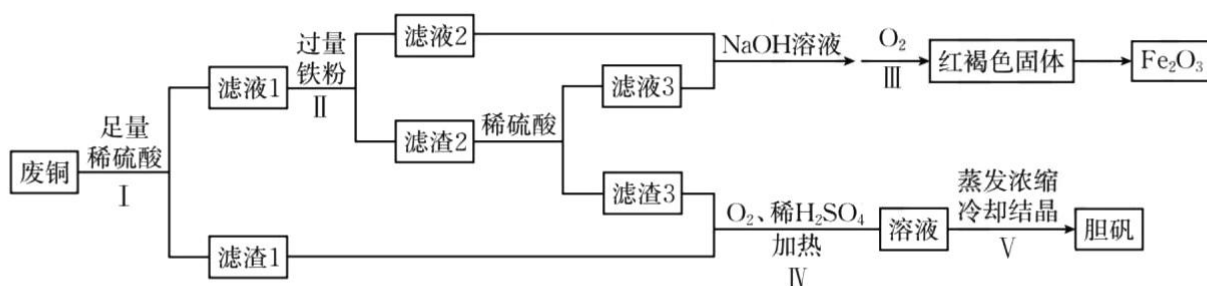 废铜
足量
稀硫酸
Ⅰ
滤液1
滤渣1
过量
铁粉
Ⅱ
滤液2
滤渣2
稀硫酸
滤液3
滤渣3
NaOH溶液
O₂
Ⅲ
红褐色固体
Fe₂O₃
O₂、稀H₂SO₄
加热
Ⅳ
溶液
蒸发浓缩
冷却结晶
Ⅴ
胆矾